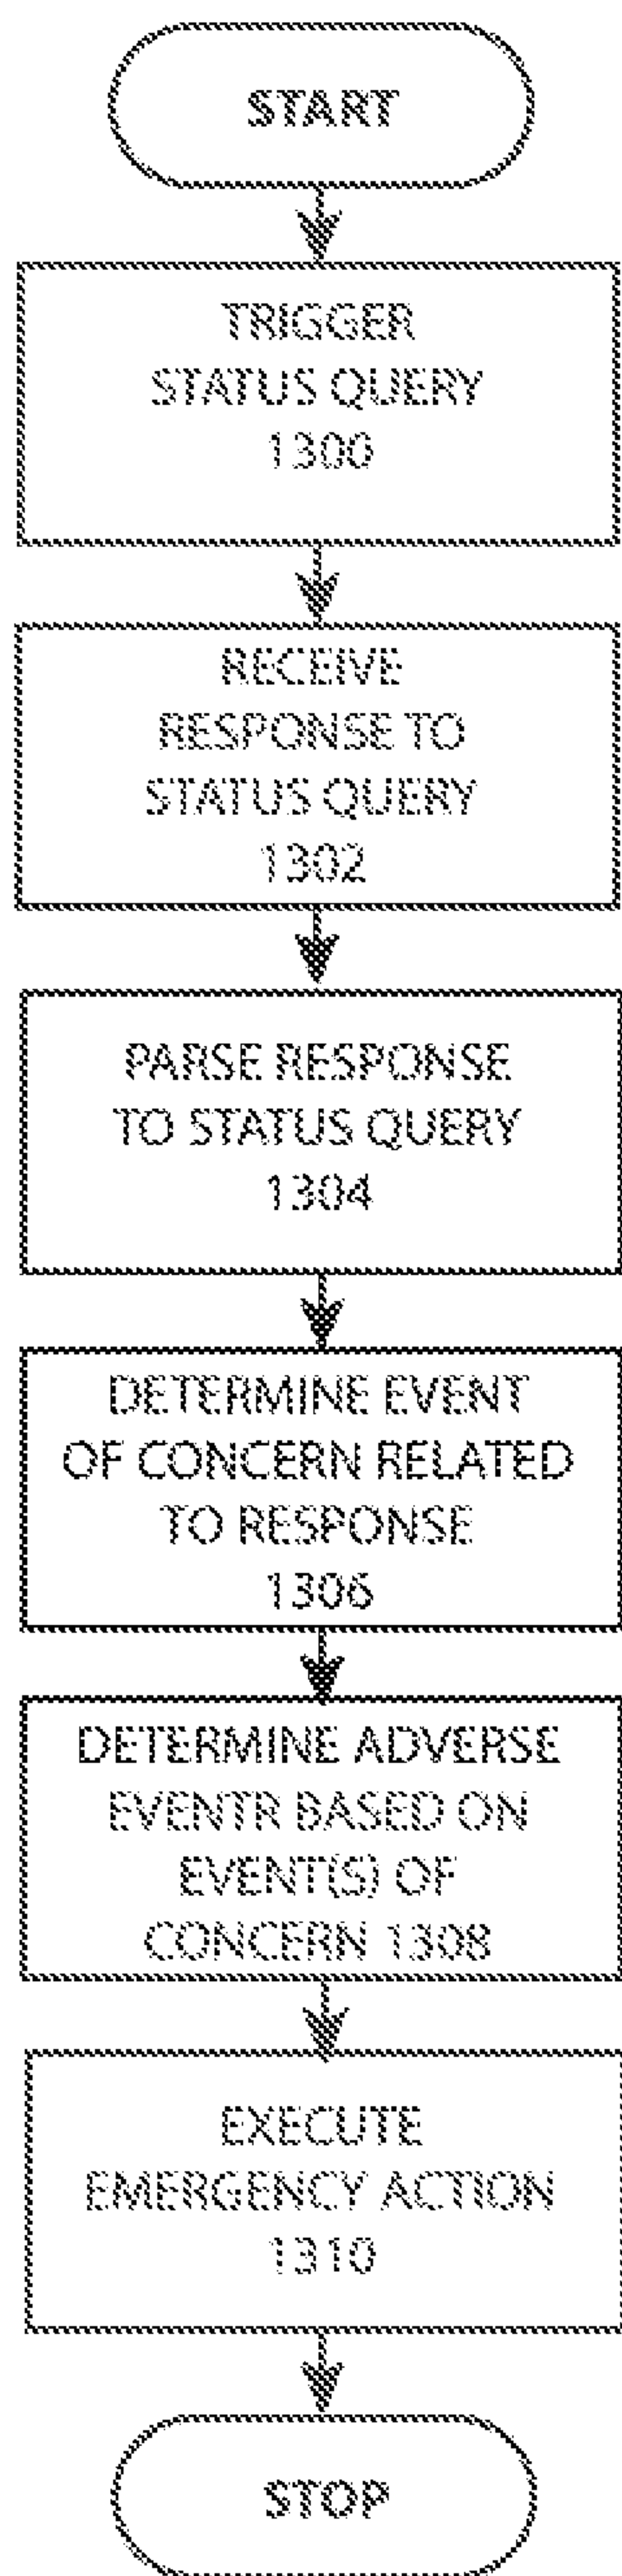 START
TRIGGER
STATUS QUERY
1300
RECEIVE
RESPONSE TO
STATUS QUERY
1302
PARSE RESPONSE
TO STATUS QUERY
1304
DETERMINE EVENT
OF CONCERN RELATED
TO RESPONSE
1306
DETERMINE ADVERSE
EVENTR BASED ON
EVENT(S) OF
CONCERN 1308
EXECUTE
EMERGENCY ACTION
1310
STOP